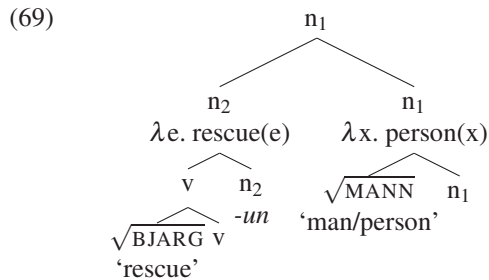 (69) n₁
n₂ n₁
λe. rescue(e) λx. person(x)
v n₂ √MANN n₁
-un ‘man/person’
√BJARG v
‘rescue’